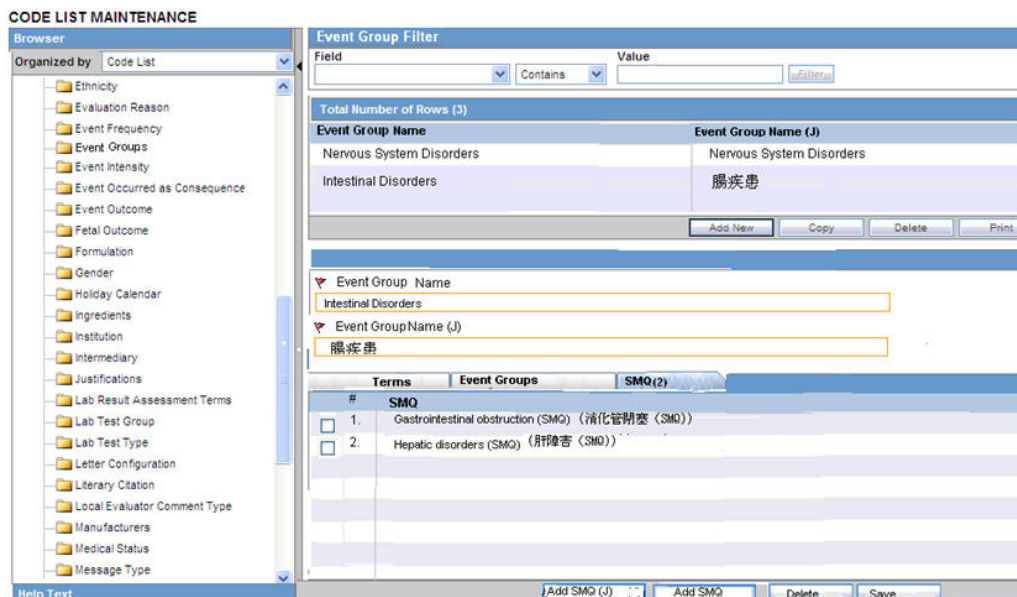 CODE LIST MAINTENANCE
Browser
Organized by Code List
Ethnicity
Evaluation Reason
Event Frequency
Event Groups
Event Intensity
Event Occurred as Consequence
Event Outcome
Fetal Outcome
Formulation
Gender
Holiday Calendar
Ingredients
Institution
Intermediary
Justifications
Lab Result Assessment Terms
Lab Test Group
Lab Test Type
Letter Configuration
Literary Citation
Local Evaluator Comment Type
Manufacturers
Medical Status
Message Type
Help Text
Event Group Filter
Field Value
Contains Filter
Total Number of Rows (3)
Event Group Name Event Group Name (J)
Nervous System Disorders Nervous System Disorders
Intestinal Disorders 腸疾患
Add New Copy Delete Print
Event Group Name
Intestinal Disorders
Event Group Name (J)
腸疾患
Terms Event Groups SMQ (2)
# SMQ
1. Gastrointestinal obstruction (SMQ) (消化管閉塞 (SMQ))
2. Hepatic disorders (SMQ) (肝障害 (SMQ))
Add SMQ (J) Add SMQ Delete Save